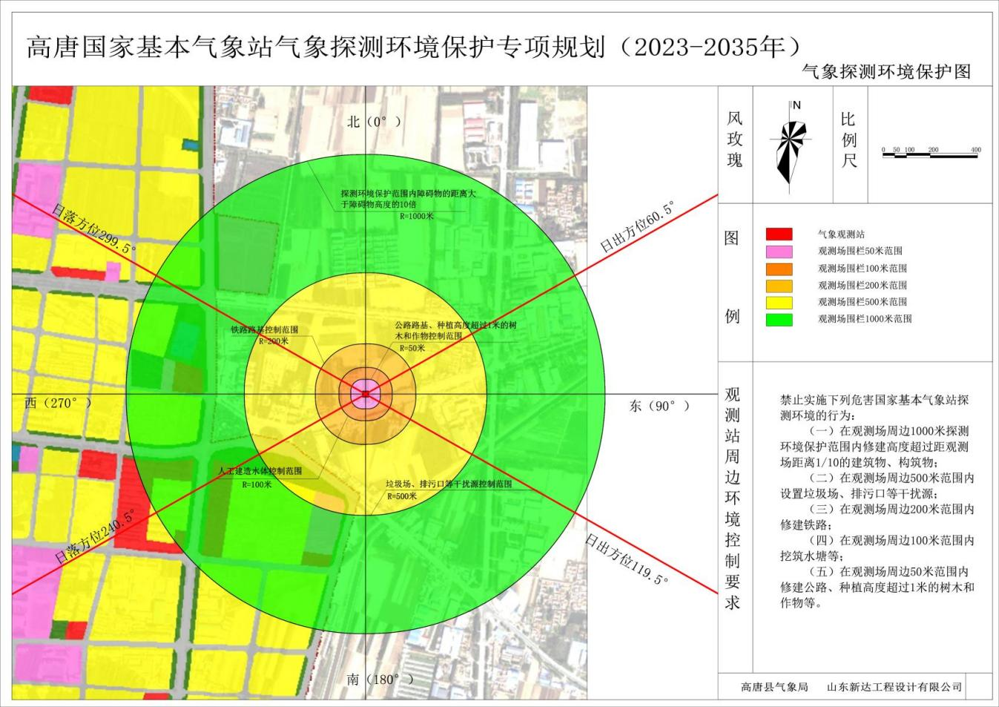 高唐国家基本气象站气象探测环境保护专项规划（2023-2035年）
气象探测环境保护图
北（0°）
探测环境保护范围内障碍物的距离大
于障碍物高度的10倍
R=1000米
日落方位299.5°
日出方位60.5°
铁路路基控制范围
R=200米
公路路基、种植高度超过1米的树
木和作物控制范围
R=50米
西（270°）
东（90°）
人工建造水体控制范围
R=100米
垃圾场、排污口等干扰源控制范围
R=500米
日落方位240.5°
日出方位119.5°
南（180°）
风玫瑰
N
比例尺
0 50 100 200 400
图例
气象观测站
观测场围栏50米范围
观测场围栏100米范围
观测场围栏200米范围
观测场围栏500米范围
观测场围栏1000米范围
观测站周边环境控制要求
禁止实施下列危害国家基本气象站探
测环境的行为：
（一）在观测场周边1000米探测
环境保护范围内修建高度超过距观测
场距离1/10的建筑物、构筑物；
（二）在观测场周边500米范围内
设置垃圾场、排污口等干扰源；
（三）在观测场周边200米范围内
修建铁路；
（四）在观测场周边100米范围内
挖筑水塘等；
（五）在观测场周边50米范围内
修建公路、种植高度超过1米的树木和
作物等。
高唐县气象局 山东新达工程设计有限公司